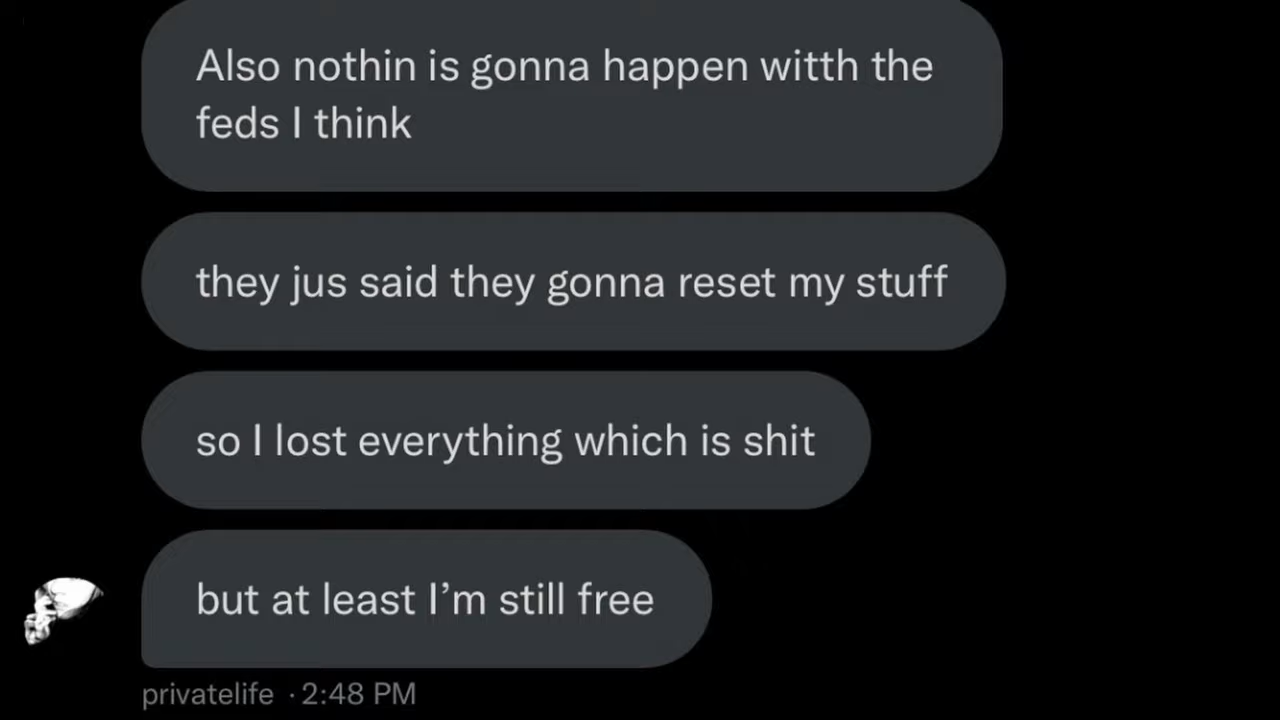 Also nothin is gonna happen witth the
feds I think
they jus said they gonna reset my stuff
so I lost everything which is shit
but at least I’m still free
privatelife · 2:48 PM